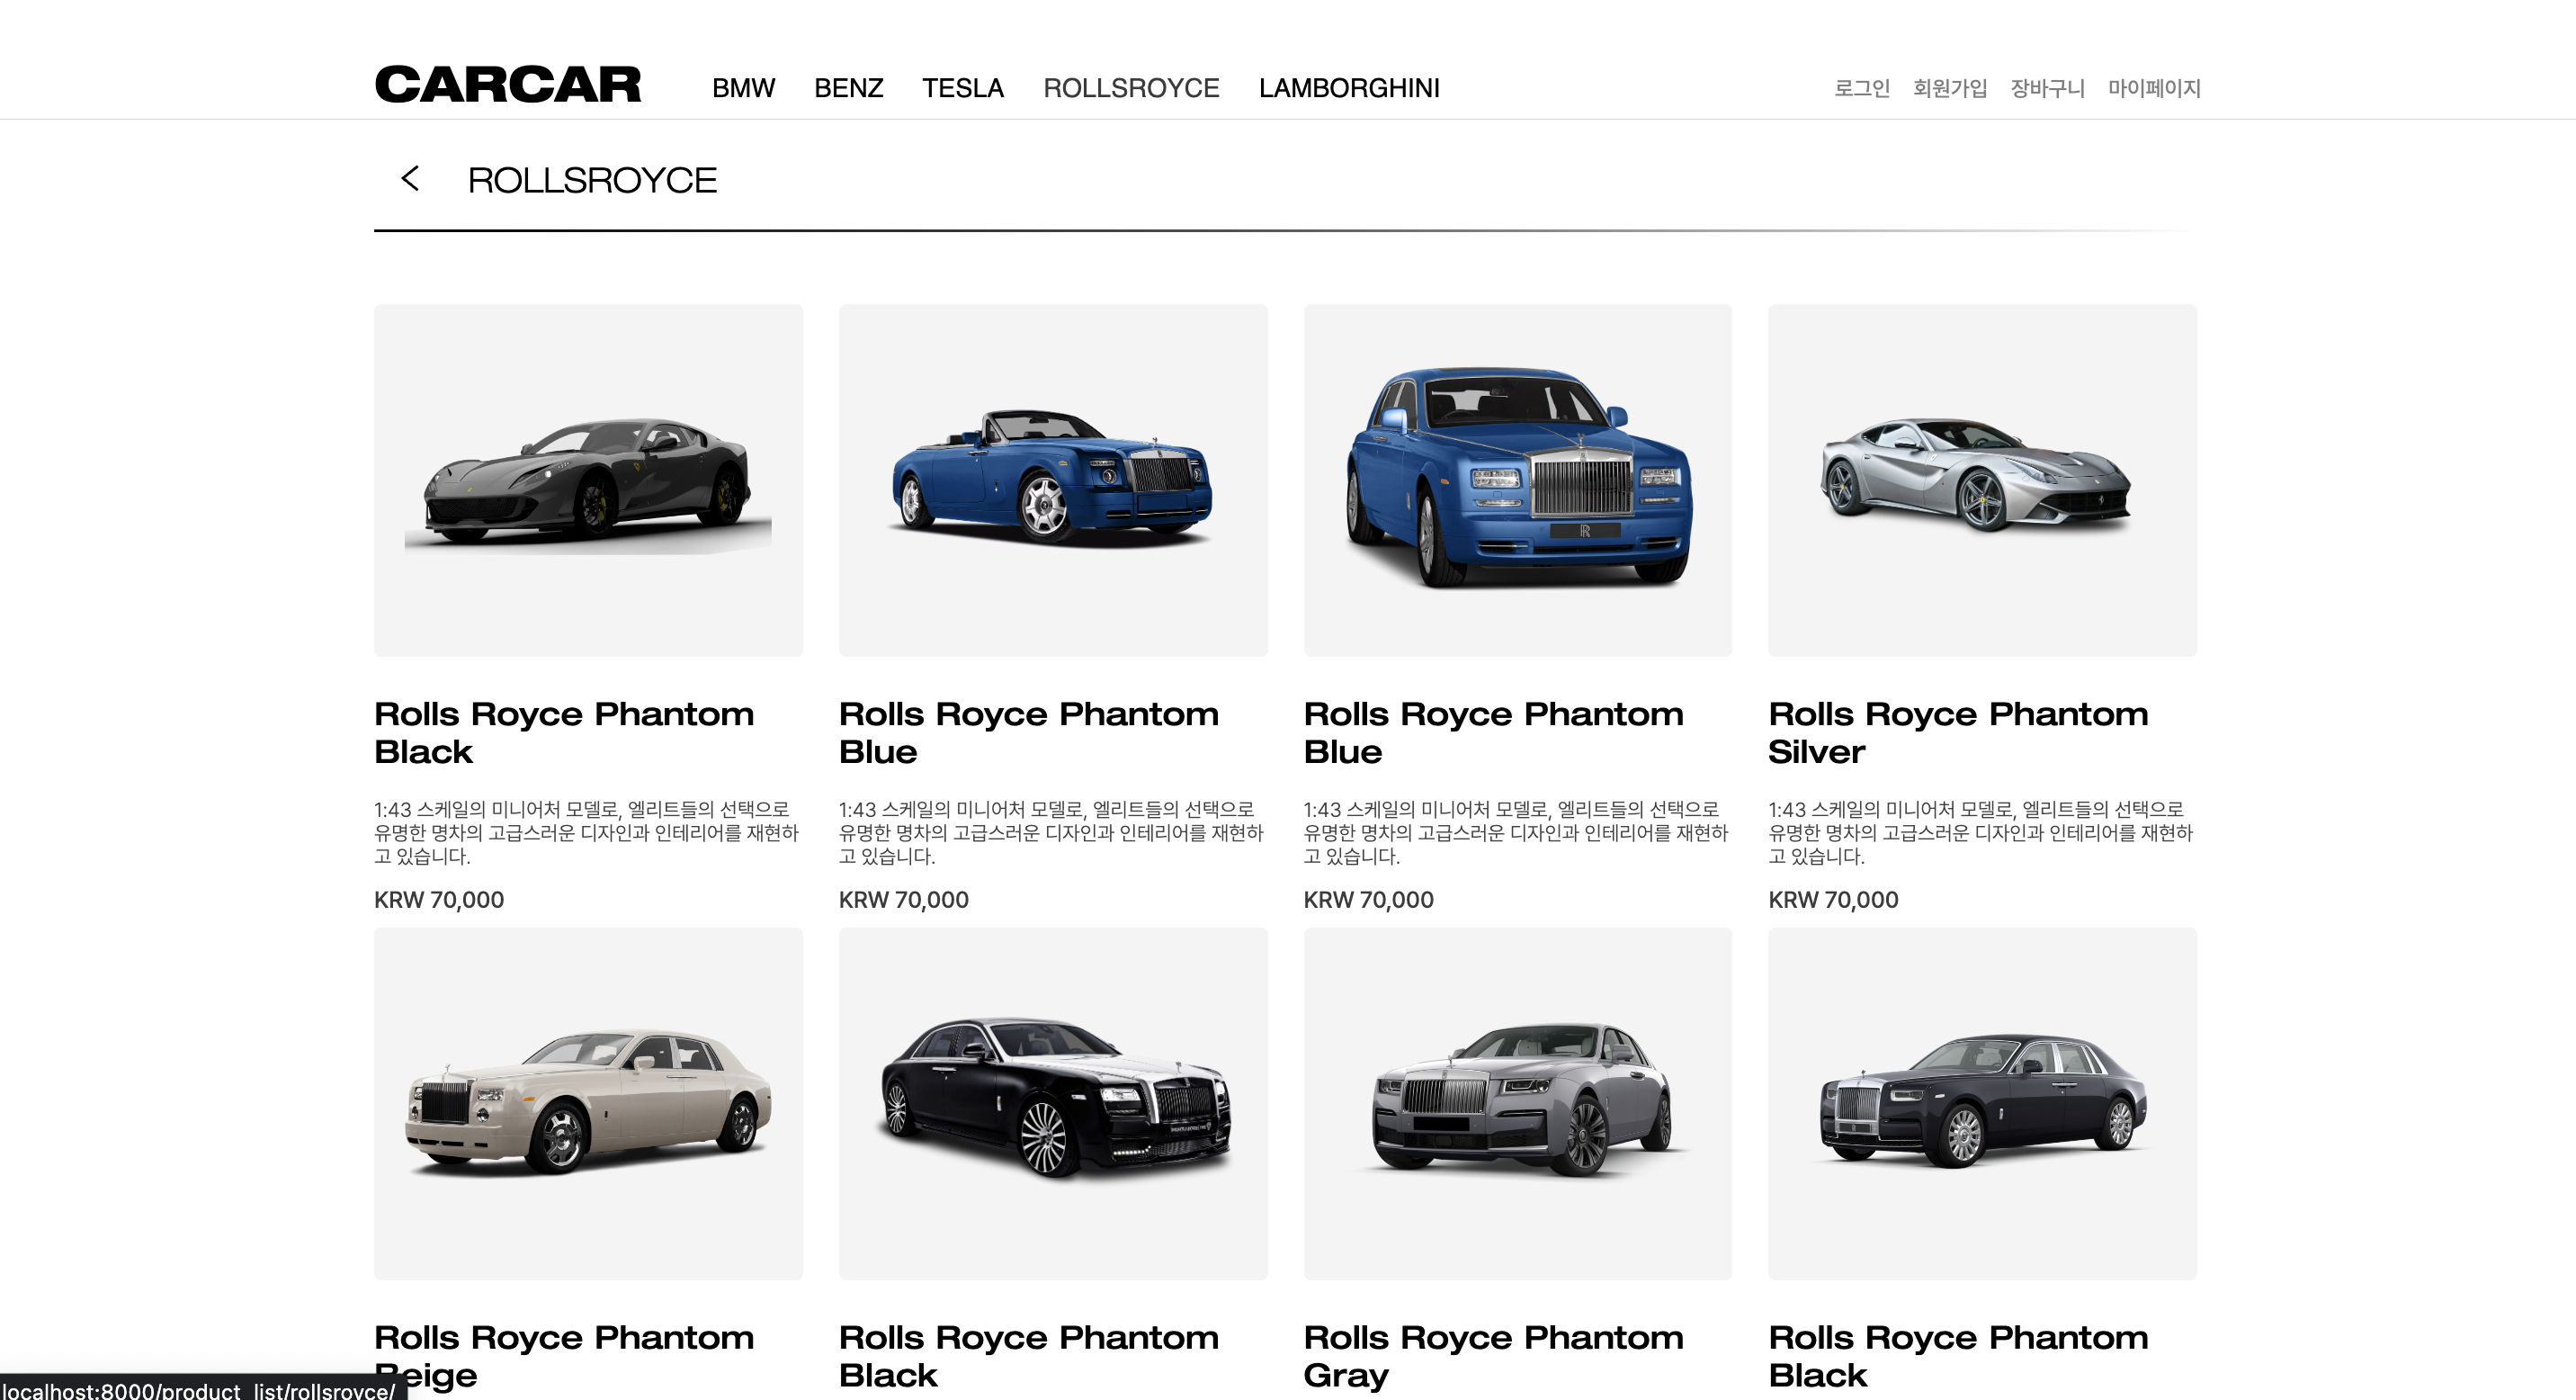 CARCAR BMW BENZ TESLA ROLLSROYCE LAMBORGHINI 로그인 회원가입 장바구니 마이페이지
ROLLSROYCE
Rolls Royce Phantom
Black
1:43 스케일의 미니어처 모델로, 엘리트들의 선택으로
유명한 명차의 고급스러운 디자인과 인테리어를 재현하
고 있습니다.
KRW 70,000
Rolls Royce Phantom
Blue
1:43 스케일의 미니어처 모델로, 엘리트들의 선택으로
유명한 명차의 고급스러운 디자인과 인테리어를 재현하
고 있습니다.
KRW 70,000
Rolls Royce Phantom
Blue
1:43 스케일의 미니어처 모델로, 엘리트들의 선택으로
유명한 명차의 고급스러운 디자인과 인테리어를 재현하
고 있습니다.
KRW 70,000
Rolls Royce Phantom
Silver
1:43 스케일의 미니어처 모델로, 엘리트들의 선택으로
유명한 명차의 고급스러운 디자인과 인테리어를 재현하
고 있습니다.
KRW 70,000
Rolls Royce Phantom
Beige
Rolls Royce Phantom
Black
Rolls Royce Phantom
Gray
Rolls Royce Phantom
Black
localhost:8000/product_list/rollsroyce/